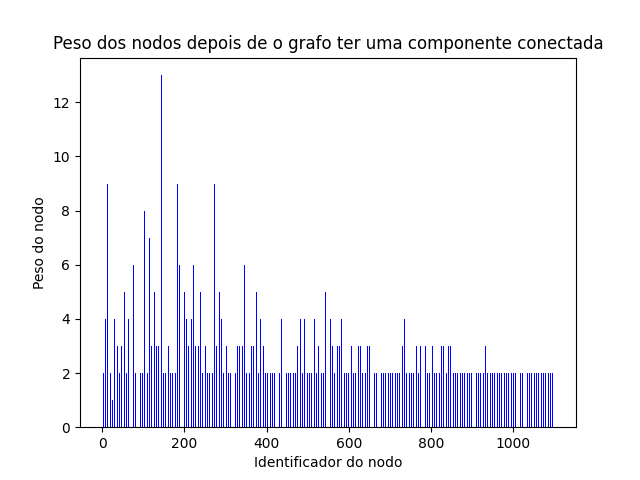 Peso dos nodos depois de o grafo ter uma componente conectada
12
10
8
6
4
2
0
Peso do nodo
0 200 400 600 800 1000
Identificador do nodo